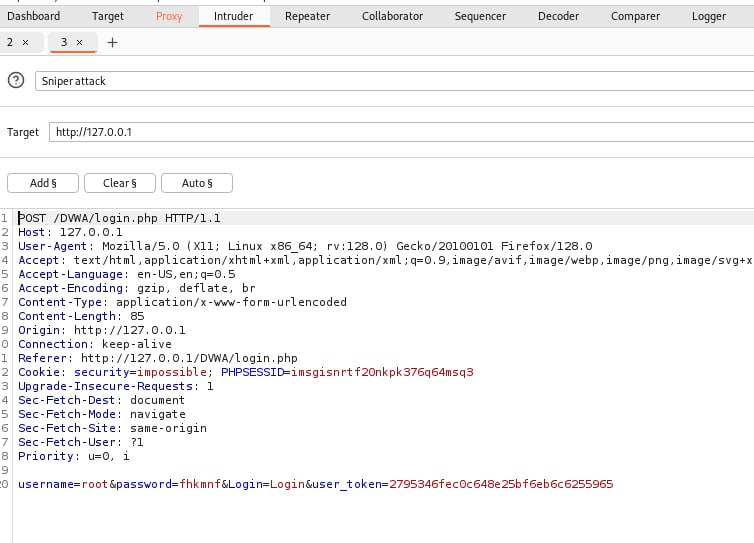 Dashboard Target Proxy Intruder Repeater Collaborator Sequencer Decoder Comparer Logger
2 × 3 × +
? Sniper attack
Target http://127.0.0.1
Add § Clear § Auto §
1 POST /DVWA/login.php HTTP/1.1
2 Host: 127.0.0.1
3 User-Agent: Mozilla/5.0 (X11; Linux x86_64; rv:128.0) Gecko/20100101 Firefox/128.0
4 Accept: text/html,application/xhtml+xml,application/xml;q=0.9,image/avif,image/webp,image/png,image/svg+x
5 Accept-Language: en-US,en;q=0.5
6 Accept-Encoding: gzip, deflate, br
7 Content-Type: application/x-www-form-urlencoded
8 Content-Length: 85
9 Origin: http://127.0.0.1
0 Connection: keep-alive
1 Referer: http://127.0.0.1/DVWA/login.php
2 Cookie: security=impossible; PHPSESSID=imsgisnrtf20nkpk376q64msq3
3 Upgrade-Insecure-Requests: 1
4 Sec-Fetch-Dest: document
5 Sec-Fetch-Mode: navigate
6 Sec-Fetch-Site: same-origin
7 Sec-Fetch-User: ?1
8 Priority: u=0, i
9
20 username=root&password=fhkmnf&Login=Login&user_token=2795346fec0c648e25bf6eb6c6255965